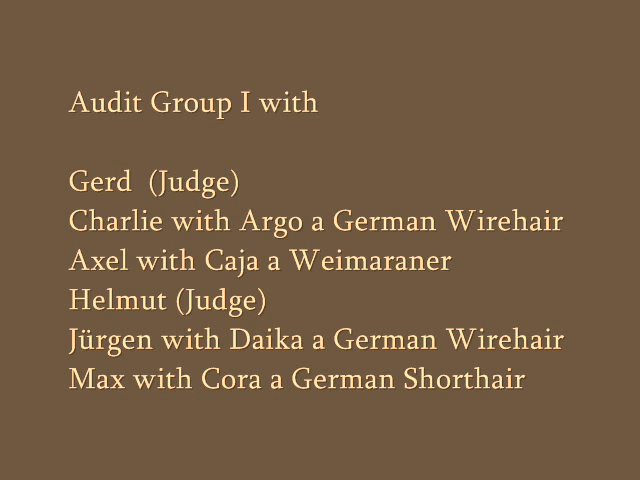 Audit Group I with
Gerd (Judge)
Charlie with Argo a German Wirehair
Axel with Caja a Weimaraner
Helmut (Judge)
Jürgen with Daika a German Wirehair
Max with Cora a German Shorthair